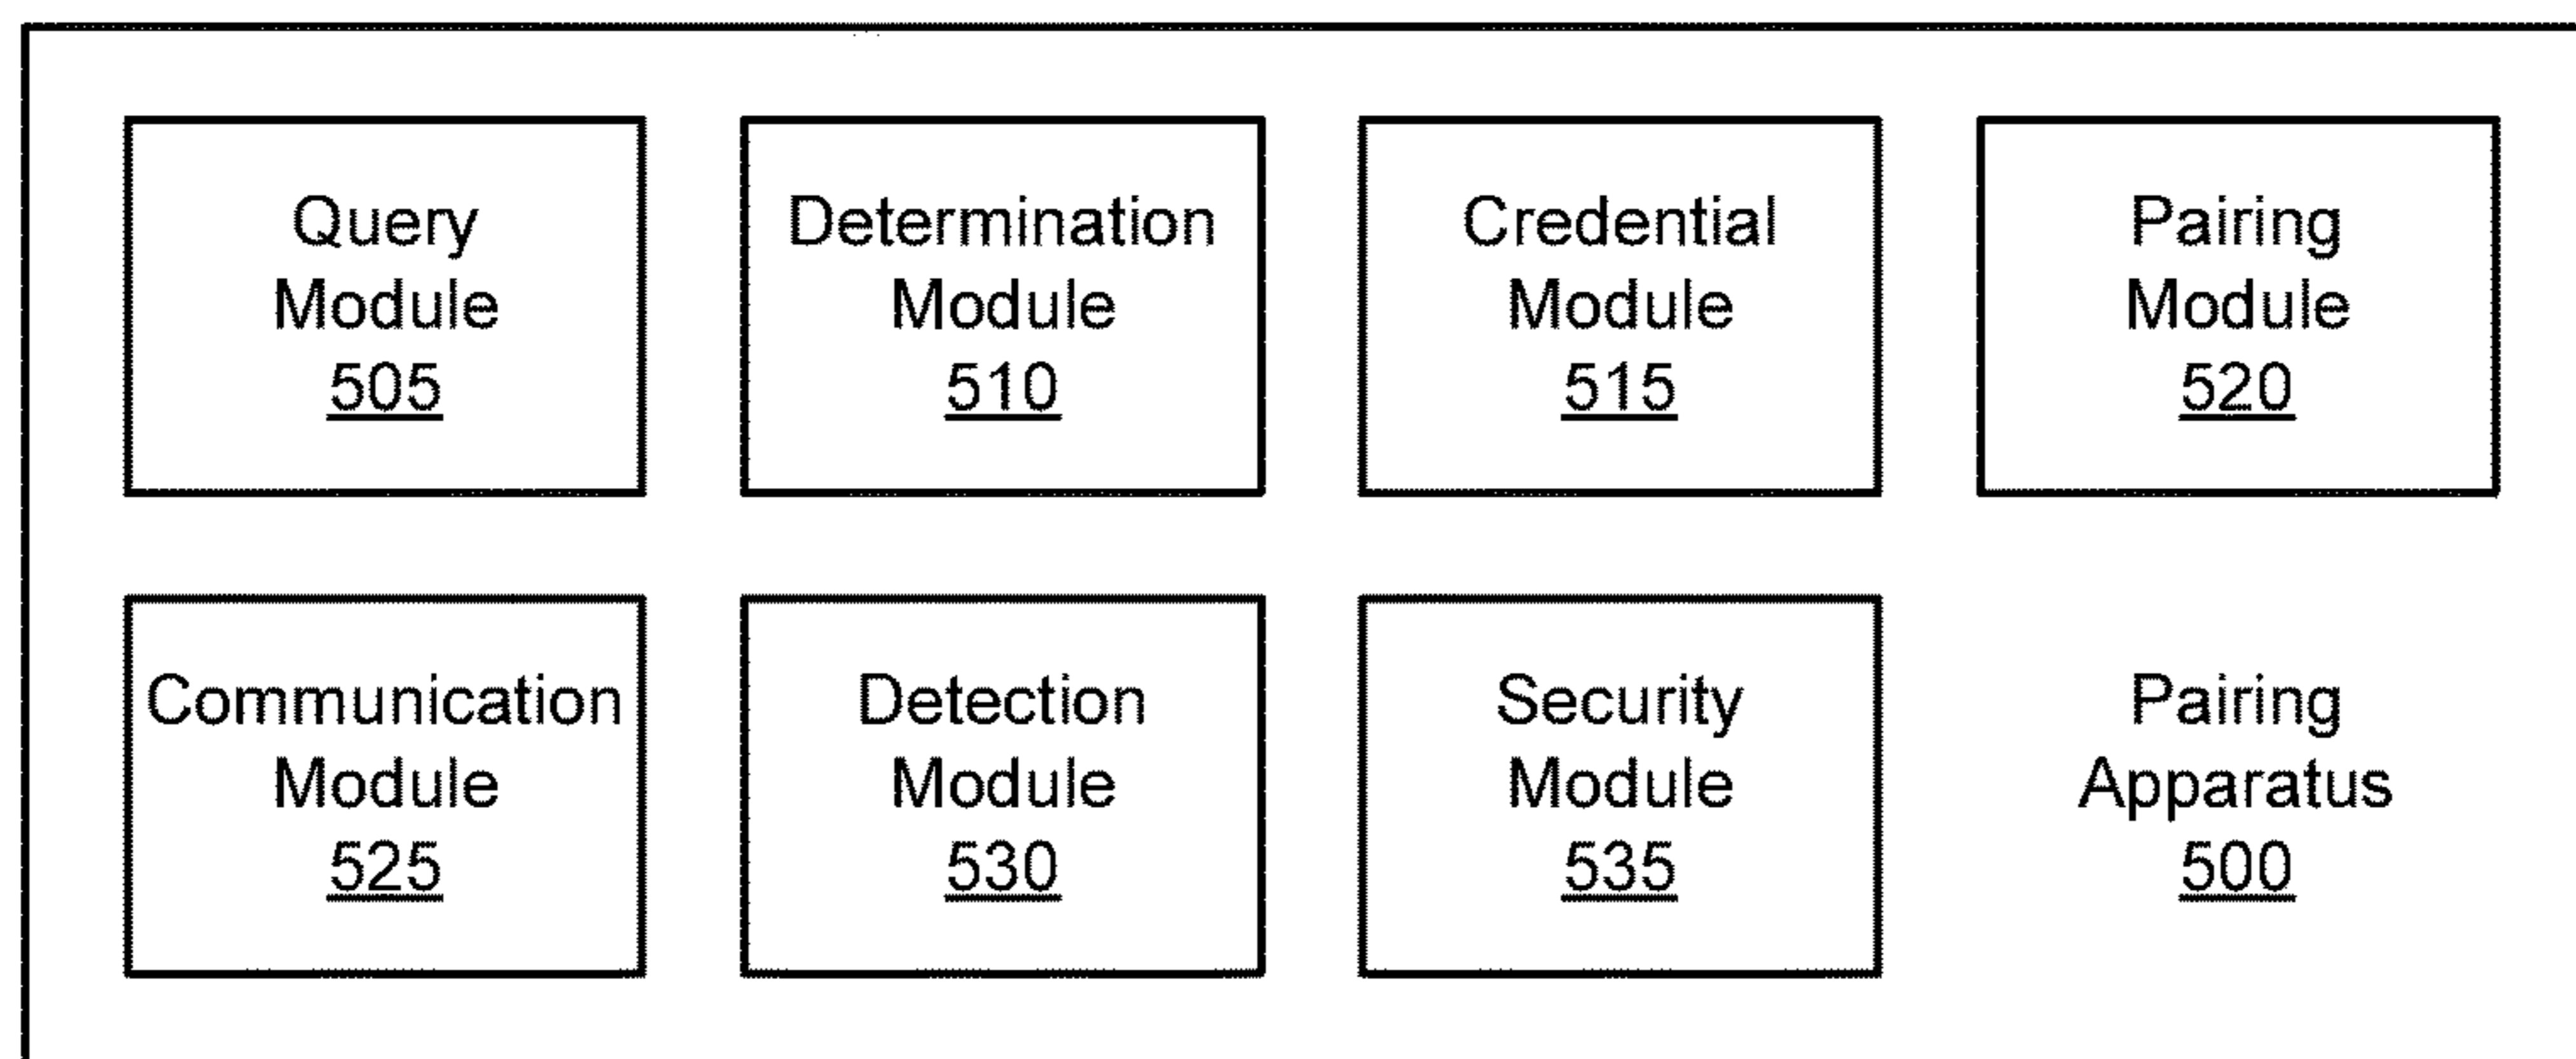 Query
Module
505
Determination
Module
510
Credential
Module
515
Pairing
Module
520
Communication
Module
525
Detection
Module
530
Security
Module
535
Pairing
Apparatus
500